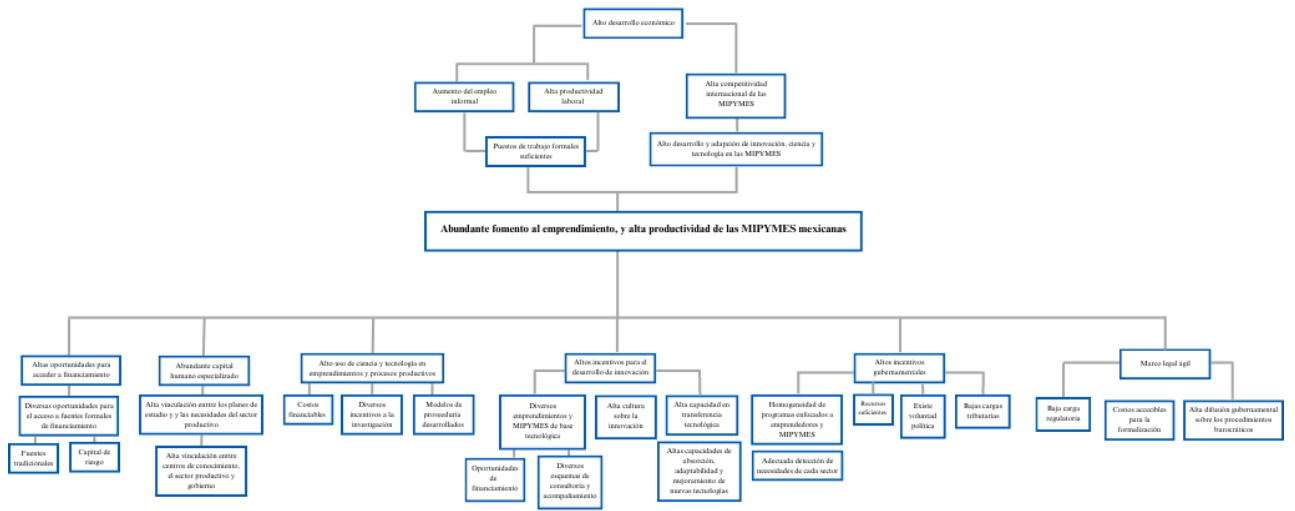 Alto desarrollo económico
Aumento del empleo
informal
Alta productividad
laboral
Alta competitividad
internacional de las
MIPYMES
Puestos de trabajo formales
suficientes
Alto desarrollo y adapción de innovación, ciencia y
tecnología en las MIPYMES
Abundante fomento al emprendimiento, y alta productividad de las MIPYMES mexicanas
Altas oportunidades para
acceder a financiamiento
Diversas oportunidades para
el acceso a fuentes formales
de financiamiento
Fuentes
tradicionales
Capital de
riesgo
Abundante capital
humano especializado
Alta vinculación entre los planes de
estudio y y las necesidades del sector
productivo
Alta vinculación entre
centros de conocimiento,
el sector productivo y
gobierno
Alto uso de ciencia y tecnología en
emprendimientos y procesos productivos
Costos
financiables
Diversos
incentivos a la
investigación
Modelos de
proveeduría
desarrollados
Altos incentivos para el
desarrollo de innovación
Diversos
emprendimientos y
MIPYMES de base
tecnológica
Oportunidades
de
financiamiento
Diversos
esquemas de
consultoría y
acompañamiento
Alta cultura
sobre la
innovación
Alta capacidad en
transferencia
tecnológica
Altas capacidades de
absorción,
adaptabilidad y
mejoramiento de
nuevas tecnologías
Altos incentivos
gubernamentales
Homogeneidad de
programas enfocados a
emprendedores y
MIPYMES
Adecuada detección de
necesidades de cada sector
Recursos
suficientes
Existe
voluntad
política
Bajas cargas
tributarias
Marco legal ágil
Baja carga
regulatoria
Costos accecibles
para la
formalización
Alta difusión gubernamental
sobre los procedimientos
burocráticos